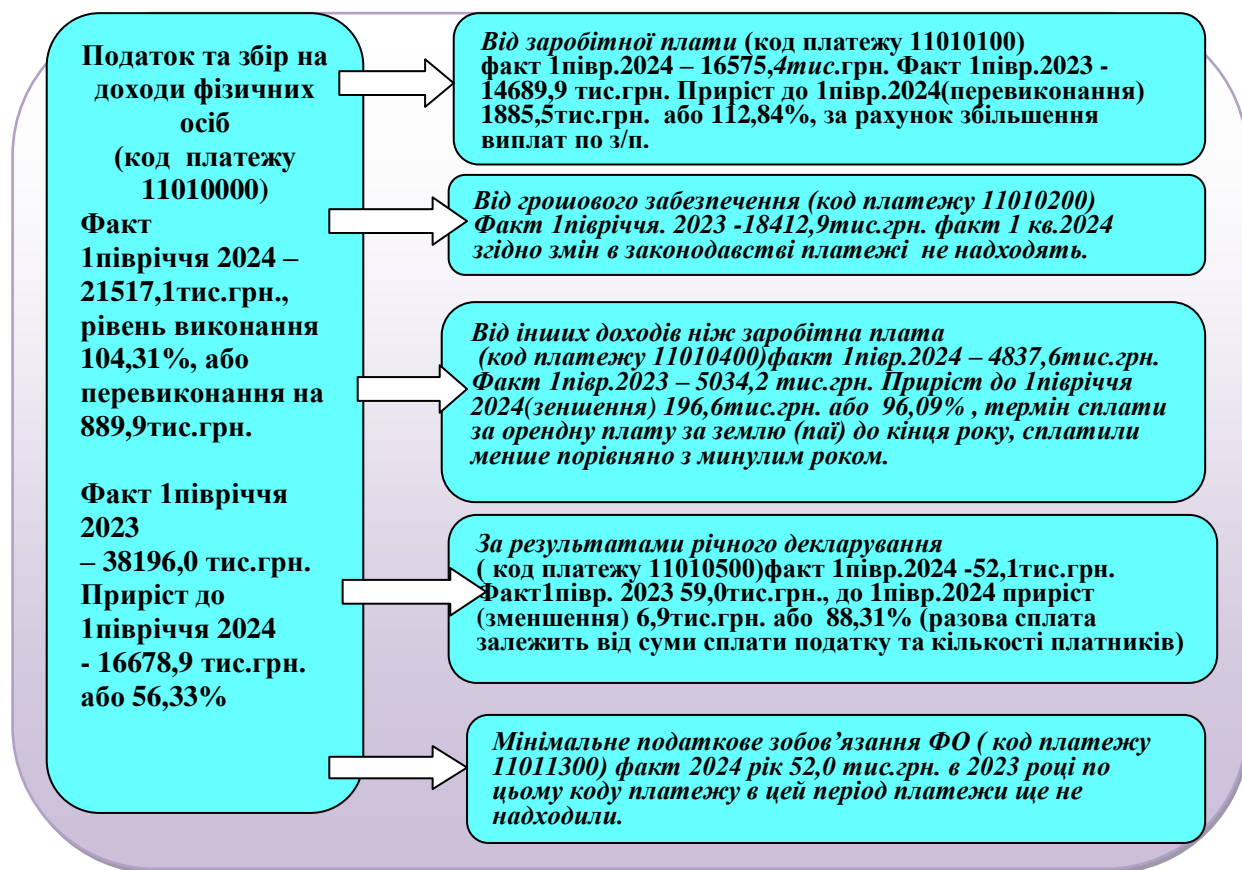 Податок та збір на
доходи фізичних
осіб
(код платежу
11010000)
Факт
1півріччя 2024 –
21517,1тис.грн.,
рівень виконання
104,31%, або
перевиконання на
889,9тис.грн.
Факт 1півріччя
2023
– 38196,0 тис.грн.
Приріст до
1півріччя 2024
- 16678,9 тис.грн.
або 56,33%
Від заробітної плати (код платежу 11010100)
факт 1півр.2024 – 16575,4тис.грн. Факт 1півр.2023 -
14689,9 тис.грн. Приріст до 1півр.2024(перевиконання)
1885,5тис.грн. або 112,84%, за рахунок збільшення
виплат по з/п.
Від грошового забезпечення (код платежу 11010200)
Факт 1півріччя. 2023 -18412,9тис.грн. факт 1 кв.2024
згідно змін в законодавстві платежі не надходять.
Від інших доходів ніж заробітна плата
(код платежу 11010400)факт 1півр.2024 – 4837,6тис.грн.
Факт 1півр.2023 – 5034,2 тис.грн. Приріст до 1півріччя
2024(зеншення) 196,6тис.грн. або 96,09% , термін сплати
за орендну плату за землю (паї) до кінця року, сплатили
менше порівняно з минулим роком.
За результатами річного декларування
( код платежу 11010500)факт 1півр.2024 -52,1тис.грн.
Факт1півр. 2023 59,0тис.грн., до 1півр.2024 приріст
(зменшення) 6,9тис.грн. або 88,31% (разова сплата
залежить від суми сплати податку та кількості платників)
Мінімальне податкове зобов’язання ФО ( код платежу
11011300) факт 2024 рік 52,0 тис.грн. в 2023 році по
цьому коду платежу в цей період платежи ще не
надходили.